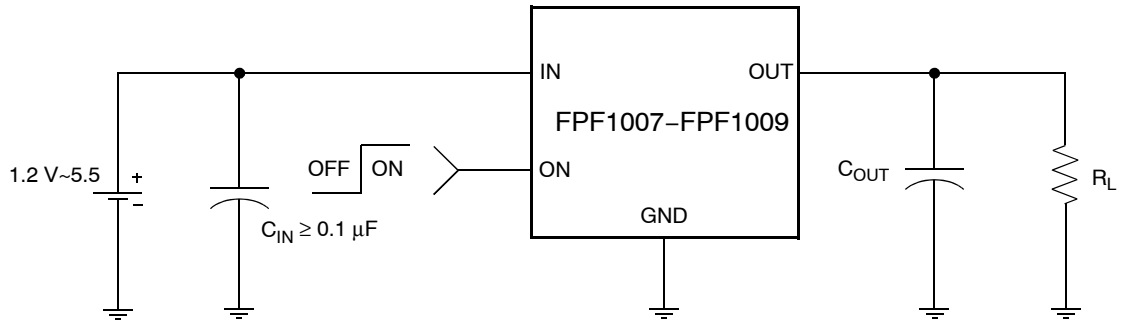 IN
OUT
FPF1007−FPF1009
1.2 V~5.5
+
−
OFF
ON
ON
C_OUT
R_L
GND
C_IN ≥ 0.1 µF